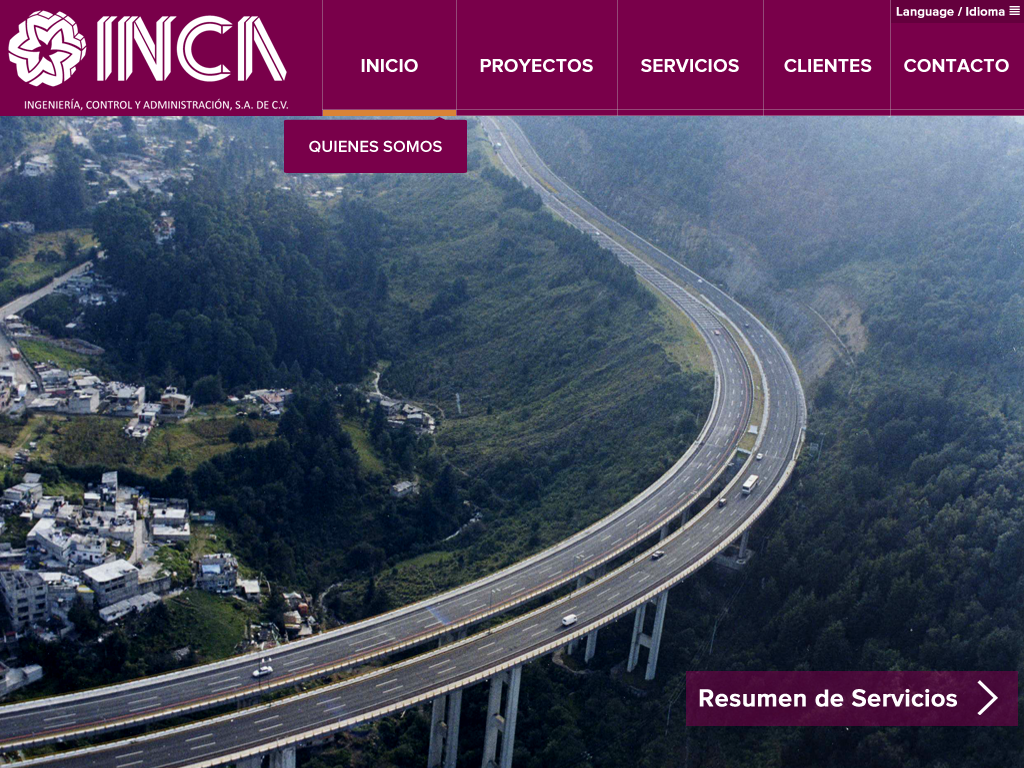 Language / Idioma
INCA
INGENIERÍA, CONTROL Y ADMINISTRACIÓN, S.A. DE C.V.
INICIO
PROYECTOS
SERVICIOS
CLIENTES
CONTACTO
QUIENES SOMOS
Resumen de Servicios